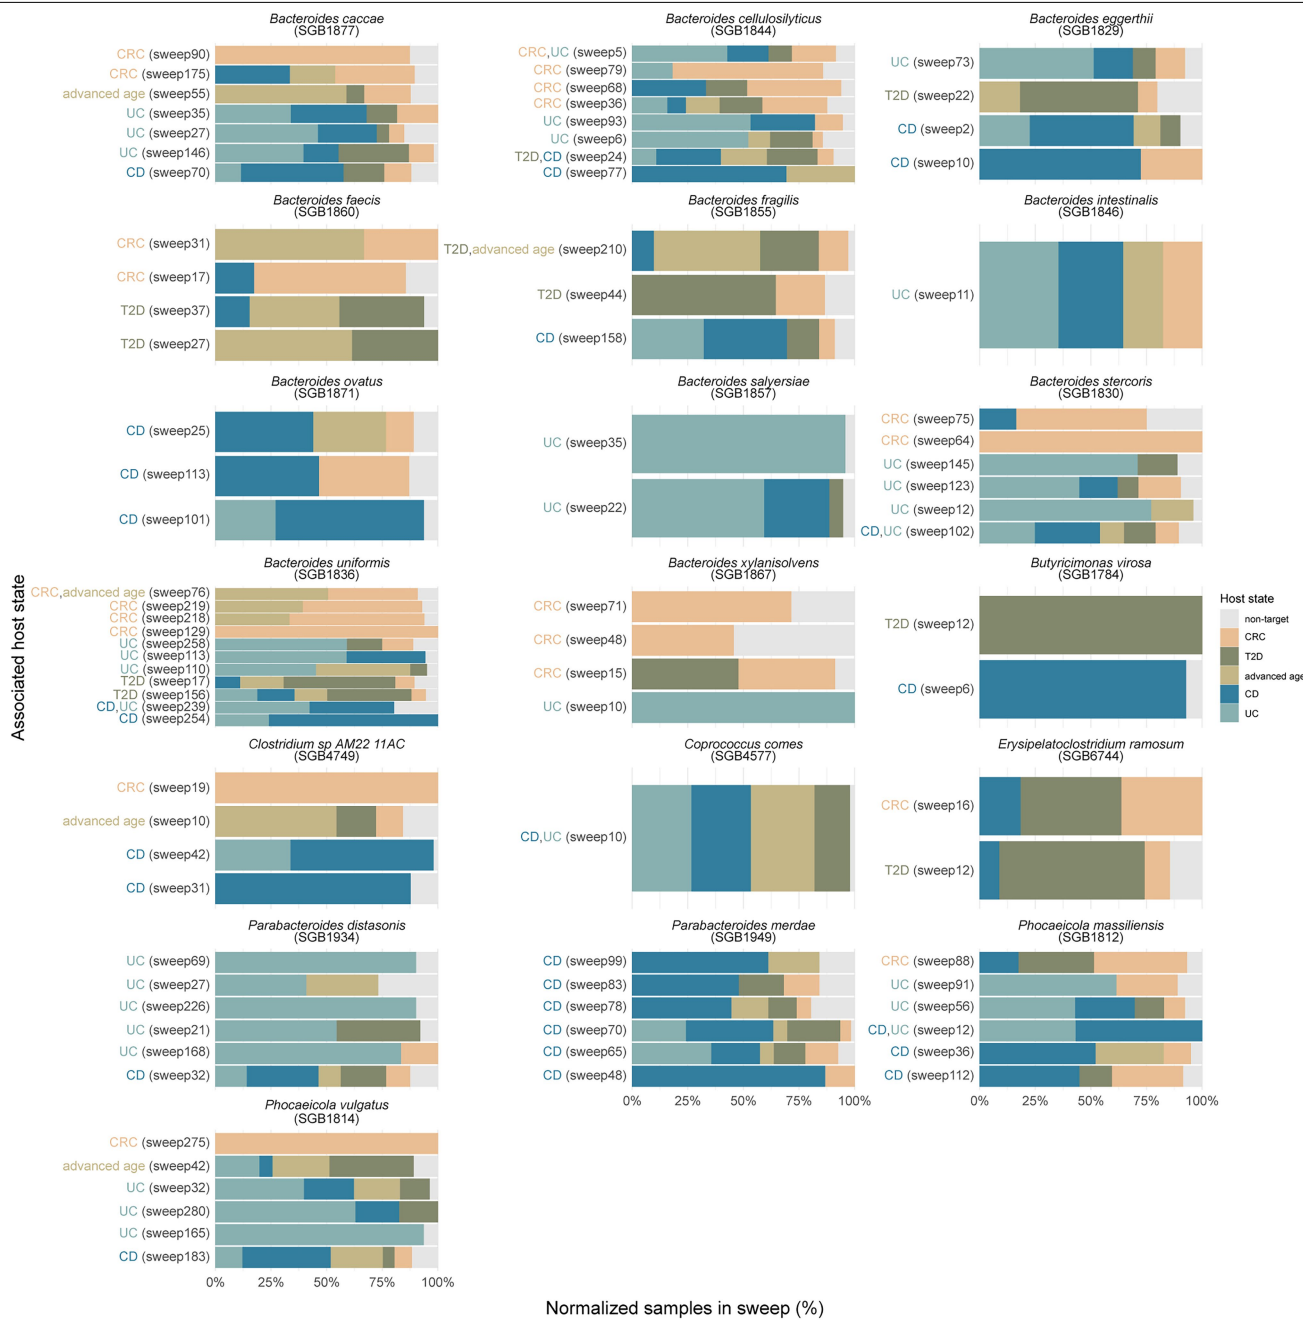 Bacteroides caccae
(SGB1877)
CRC (sweep90)
CRC (sweep175)
advanced age (sweep55)
UC (sweep35)
UC (sweep27)
UC (sweep146)
CD (sweep70)
Bacteroides cellulosilyticus
(SGB1844)
CRC,UC (sweep5)
CRC (sweep79)
CRC (sweep68)
CRC (sweep36)
UC (sweep93)
UC (sweep6)
T2D,CD (sweep24)
CD (sweep77)
Bacteroides eggerthii
(SGB1829)
UC (sweep73)
T2D (sweep22)
CD (sweep2)
CD (sweep10)
Bacteroides faecis
(SGB1860)
CRC (sweep31)
CRC (sweep17)
T2D (sweep37)
T2D (sweep27)
Bacteroides fragilis
(SGB1855)
T2D,advanced age (sweep210)
T2D (sweep44)
CD (sweep158)
Bacteroides intestinalis
(SGB1846)
UC (sweep11)
Bacteroides ovatus
(SGB1871)
CD (sweep25)
CD (sweep113)
CD (sweep101)
Bacteroides salyersiae
(SGB1857)
UC (sweep35)
UC (sweep22)
Bacteroides stercoris
(SGB1830)
CRC (sweep75)
CRC (sweep64)
UC (sweep145)
UC (sweep123)
UC (sweep12)
CD,UC (sweep102)
Bacteroides uniformis
(SGB1836)
CRC,advanced age (sweep76)
CRC (sweep219)
CRC (sweep218)
CRC (sweep129)
UC (sweep258)
UC (sweep113)
UC (sweep110)
T2D (sweep17)
T2D (sweep156)
CD,UC (sweep239)
CD (sweep254)
Bacteroides xylanisolvens
(SGB1867)
CRC (sweep71)
CRC (sweep48)
CRC (sweep15)
UC (sweep10)
Butyricimonas virosa
(SGB1784)
T2D (sweep12)
CD (sweep6)
Host state
non-target
CRC
T2D
advanced age
CD
UC
Associated host state
Clostridium sp AM22 11AC
(SGB4749)
CRC (sweep19)
advanced age (sweep10)
CD (sweep42)
CD (sweep31)
Coprococcus comes
(SGB4577)
CD,UC (sweep10)
Erysipelatoclostridium ramosum
(SGB6744)
CRC (sweep16)
T2D (sweep12)
Parabacteroides distasonis
(SGB1934)
UC (sweep69)
UC (sweep27)
UC (sweep226)
UC (sweep21)
UC (sweep168)
CD (sweep32)
Parabacteroides merdae
(SGB1949)
CD (sweep99)
CD (sweep83)
CD (sweep78)
CD (sweep70)
CD (sweep65)
CD (sweep48)
0% 25% 50% 75% 100%
Phocaeicola massiliensis
(SGB1812)
CRC (sweep88)
UC (sweep91)
UC (sweep56)
CD,UC (sweep12)
CD (sweep36)
CD (sweep112)
0% 25% 50% 75% 100%
Phocaeicola vulgatus
(SGB1814)
CRC (sweep275)
advanced age (sweep42)
UC (sweep32)
UC (sweep280)
UC (sweep165)
CD (sweep183)
0% 25% 50% 75% 100%
Normalized samples in sweep (%)